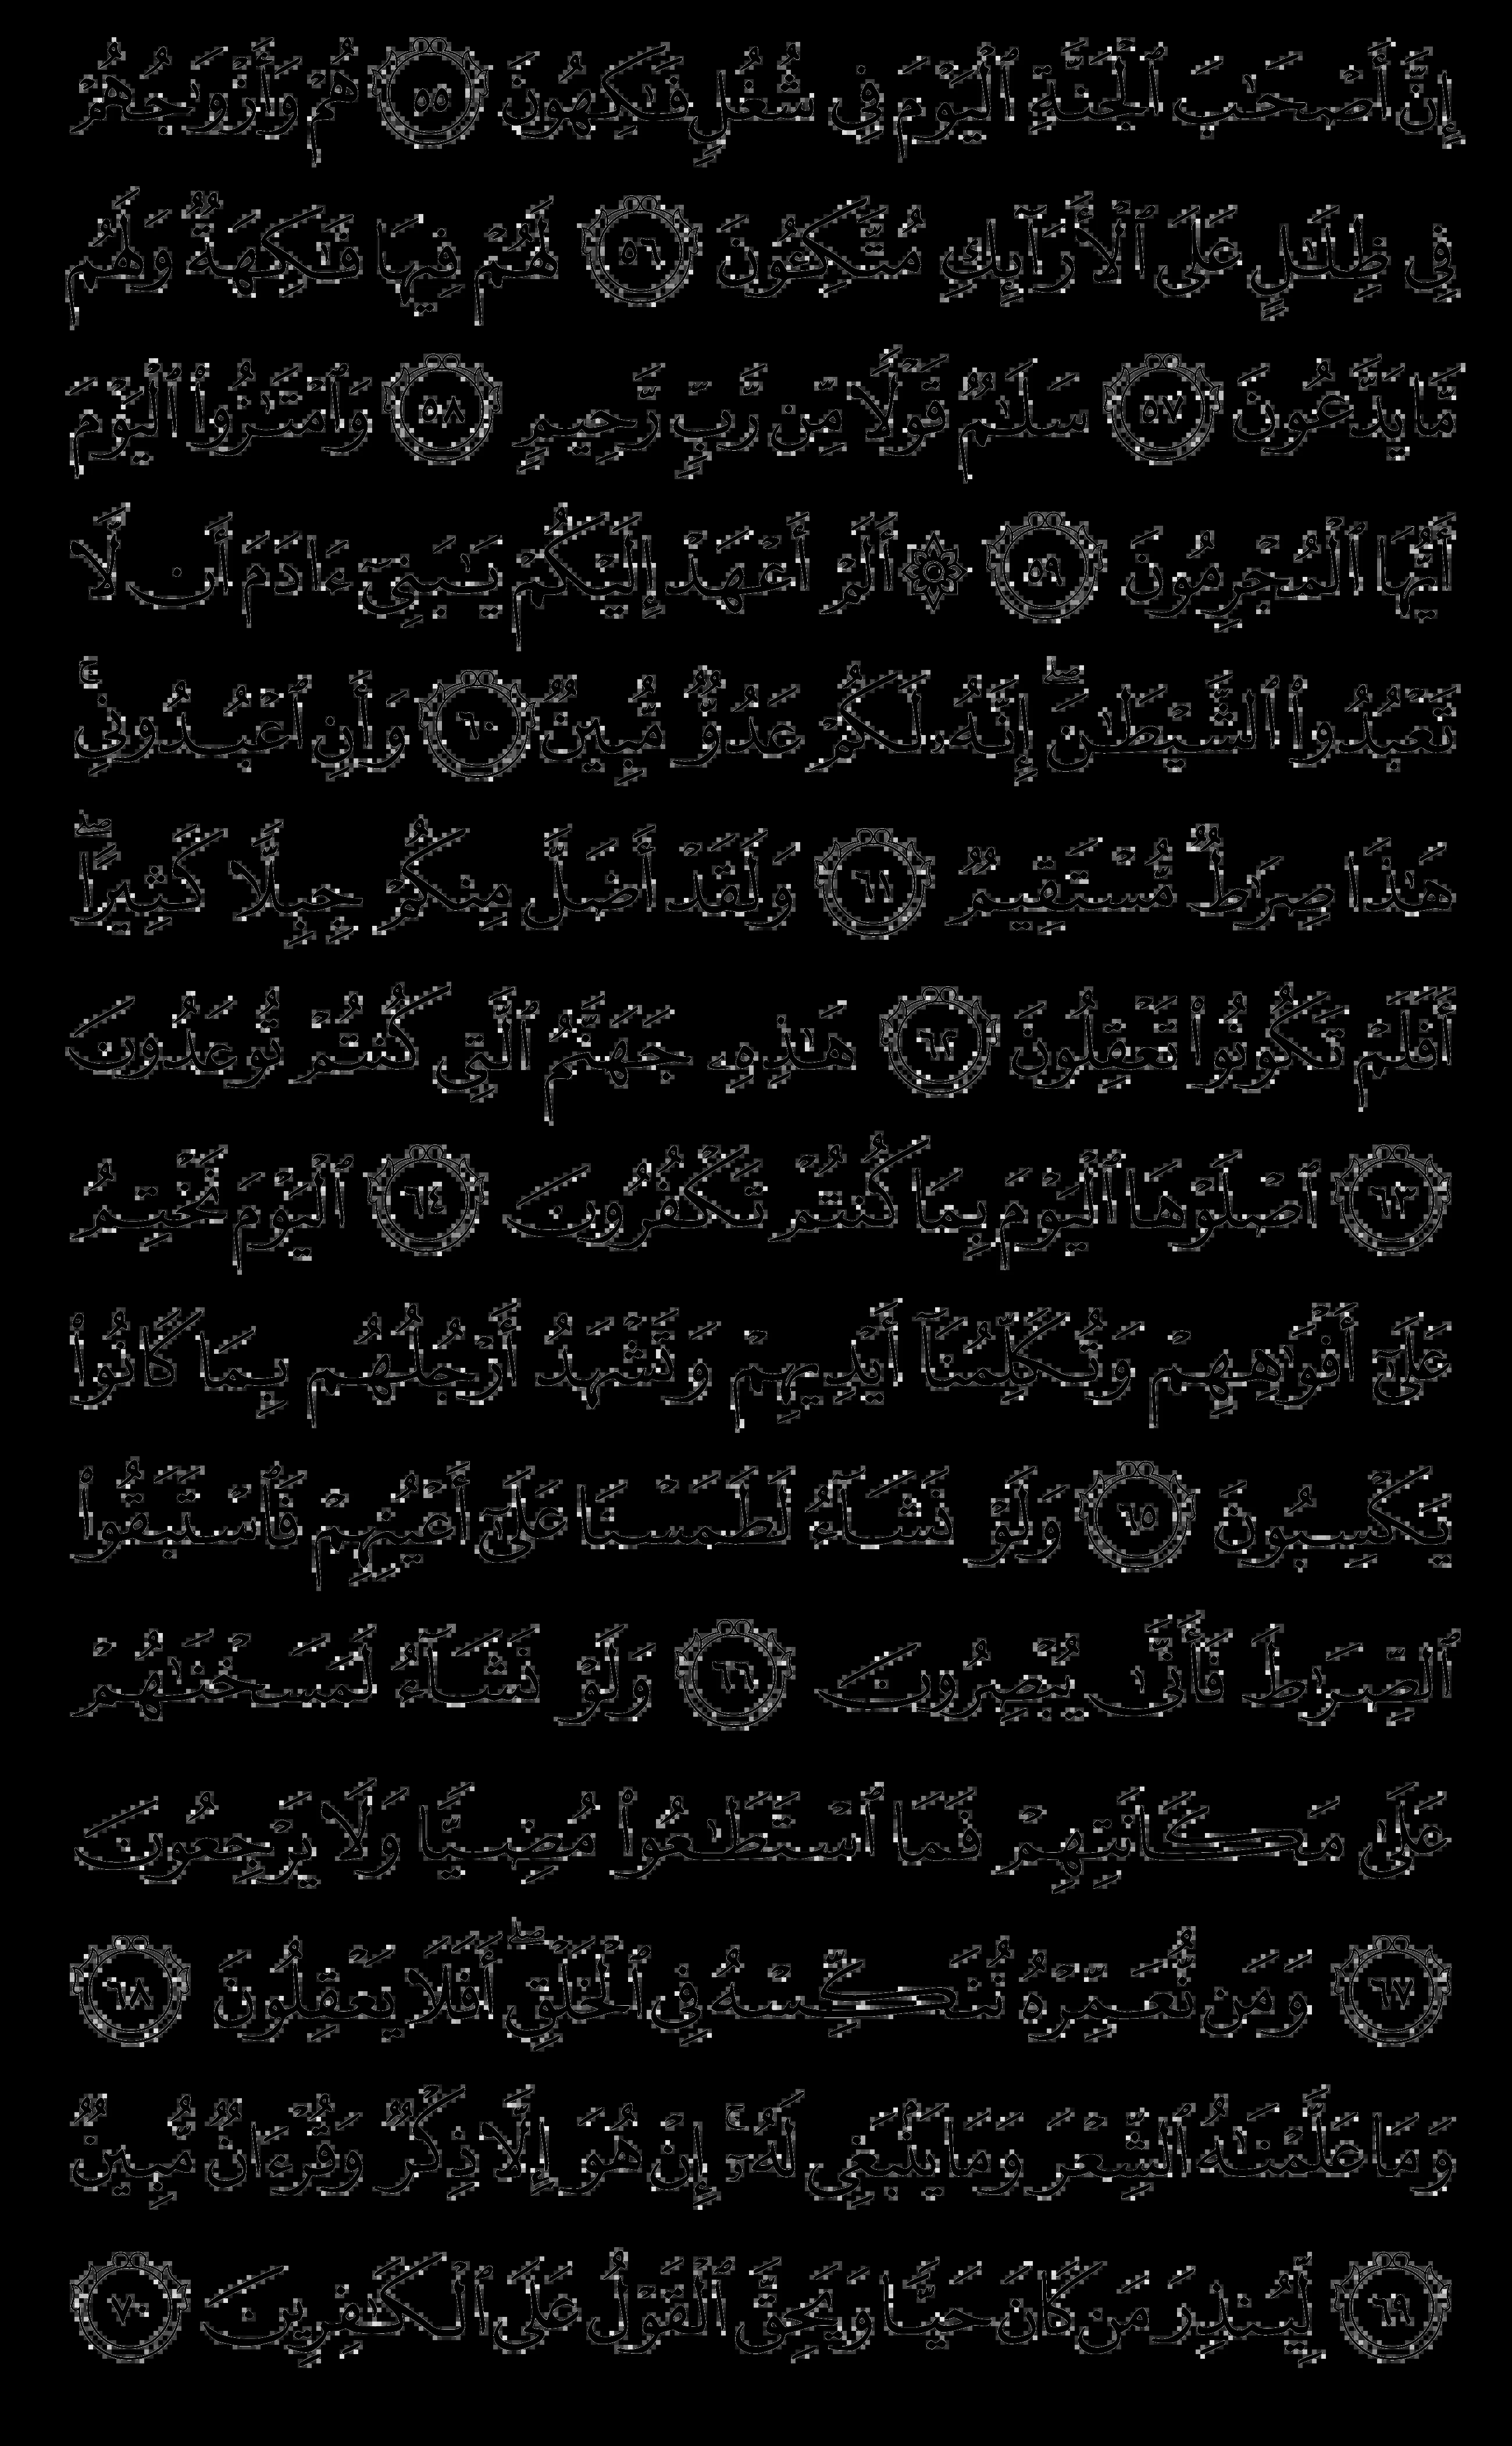 إِنَّ أَصْحَٰبَ ٱلْجَنَّةِ ٱلْيَوْمَ فِى شُغُلٍ فَٰكِهُونَ ٥٥ هُمْ وَأَزْوَٰجُهُمْ
فِى ظِلَٰلٍ عَلَى ٱلْأَرَآئِكِ مُتَّكِـُٔونَ ٥٦ لَهُمْ فِيهَا فَٰكِهَةٌ وَلَهُم
مَّا يَدَّعُونَ ٥٧ سَلَٰمٌ قَوْلًا مِّن رَّبٍّ رَّحِيمٍ ٥٨ وَٱمْتَٰزُوا۟ ٱلْيَوْمَ
أَيُّهَا ٱلْمُجْرِمُونَ ٥٩ ۞ أَلَمْ أَعْهَدْ إِلَيْكُمْ يَٰبَنِىٓ ءَادَمَ أَن لَّا
تَعْبُدُوا۟ ٱلشَّيْطَٰنَ ۖ إِنَّهُۥ لَكُمْ عَدُوٌّ مُّبِينٌ ٦٠ وَأَنِ ٱعْبُدُونِى ۚ
هَٰذَا صِرَٰطٌ مُّسْتَقِيمٌ ٦١ وَلَقَدْ أَضَلَّ مِنكُمْ جِبِلًّا كَثِيرًا ۖ
أَفَلَمْ تَكُونُوا۟ تَعْقِلُونَ ٦٢ هَٰذِهِۦ جَهَنَّمُ ٱلَّتِى كُنتُمْ تُوعَدُونَ
٦٣ ٱصْلَوْهَا ٱلْيَوْمَ بِمَا كُنتُمْ تَكْفُرُونَ ٦٤ ٱلْيَوْمَ نَخْتِمُ
عَلَىٰٓ أَفْوَٰهِهِمْ وَتُكَلِّمُنَآ أَيْدِيهِمْ وَتَشْهَدُ أَرْجُلُهُم بِمَا كَانُوا۟
يَكْسِبُونَ ٦٥ وَلَوْ نَشَآءُ لَطَمَسْنَا عَلَىٰٓ أَعْيُنِهِمْ فَٱسْتَبَقُوا۟
ٱلصِّرَٰطَ فَأَنَّىٰ يُبْصِرُونَ ٦٦ وَلَوْ نَشَآءُ لَمَسَخْنَٰهُمْ
عَلَىٰ مَكَانَتِهِمْ فَمَا ٱسْتَطَٰعُوا۟ مُضِيًّا وَلَا يَرْجِعُونَ
٦٧ وَمَن نُّعَمِّرْهُ نُنَكِّسْهُ فِى ٱلْخَلْقِ ۖ أَفَلَا يَعْقِلُونَ ٦٨
وَمَا عَلَّمْنَٰهُ ٱلشِّعْرَ وَمَا يَنۢبَغِى لَهُۥٓ ۚ إِنْ هُوَ إِلَّا ذِكْرٌ وَقُرْءَانٌ مُّبِينٌ
٦٩ لِّيُنذِرَ مَن كَانَ حَيًّا وَيَحِقَّ ٱلْقَوْلُ عَلَى ٱلْكَٰفِرِينَ ٧٠